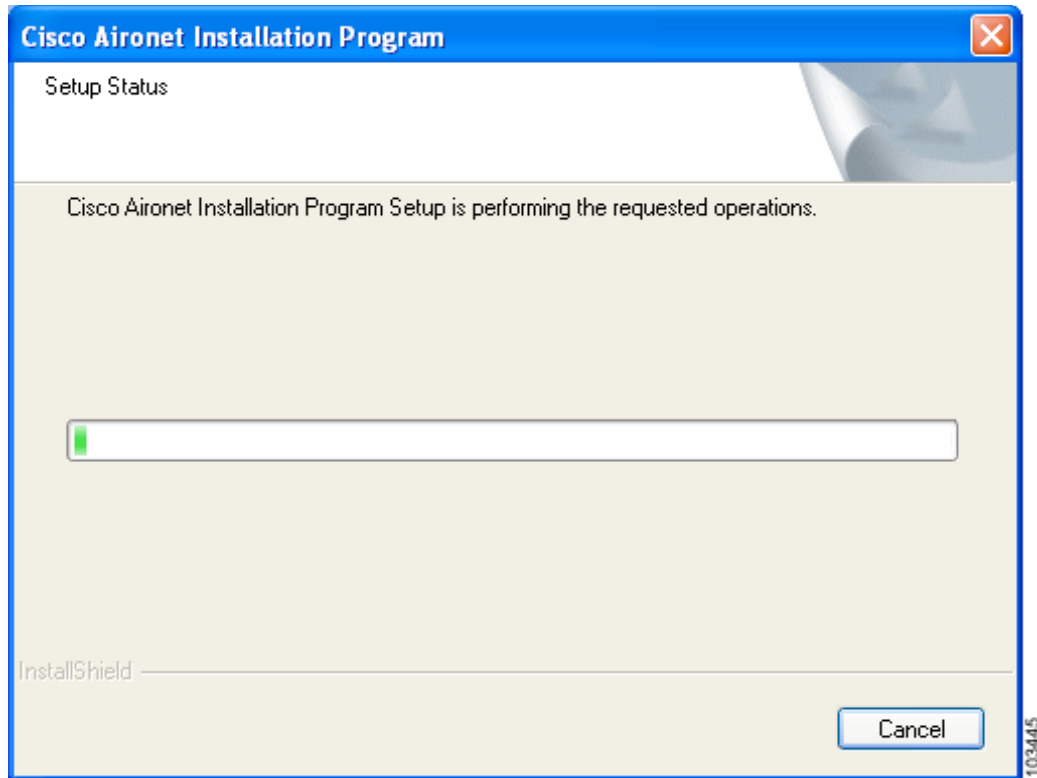 Cisco Aironet Installation Program
Setup Status
Cisco Aironet Installation Program Setup is performing the requested operations.
InstallShield
Cancel
103445